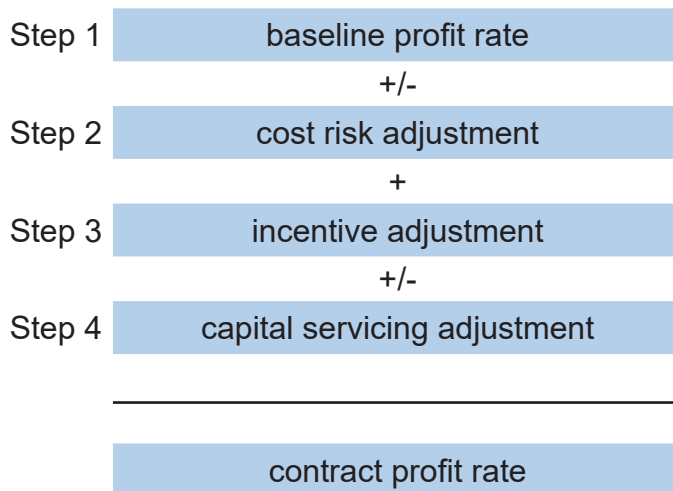 Step 1 baseline profit rate
+/-
Step 2 cost risk adjustment
+
Step 3 incentive adjustment
+/-
Step 4 capital servicing adjustment
contract profit rate